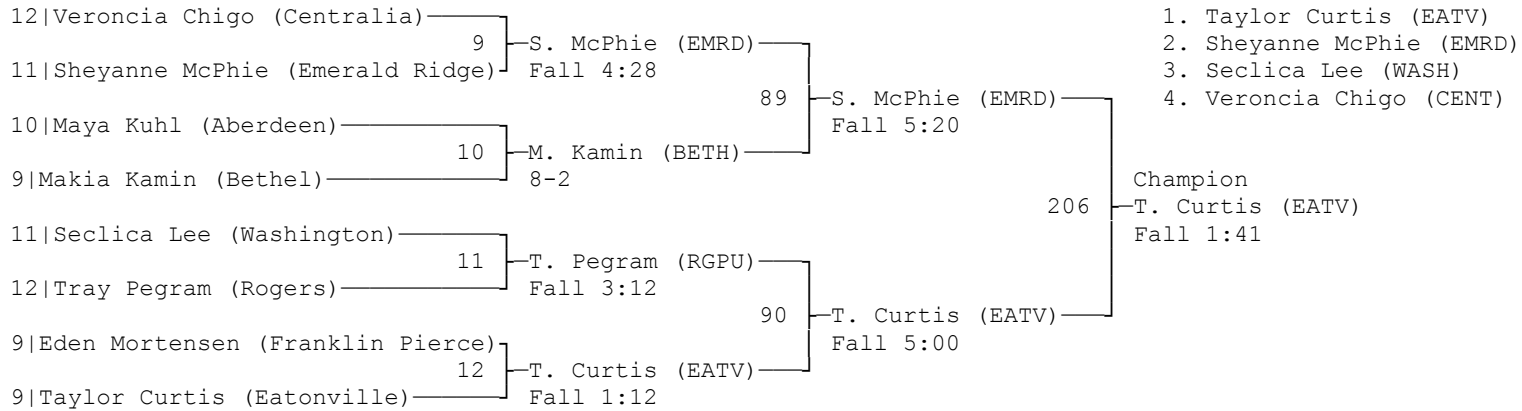 12|Veroncia Chigo (Centralia)
1. Taylor Curtis (EATV)
9 S. McPhie (EMRD)
2. Sheyanne McPhie (EMRD)
11|Sheyanne McPhie (Emerald Ridge) Fall 4:28
3. Seclica Lee (WASH)
89 S. McPhie (EMRD)
4. Veroncia Chigo (CENT)
10|Maya Kuhl (Aberdeen)
Fall 5:20
10 M. Kamin (BETH)
9|Makia Kamin (Bethel) 8-2
Champion
206 T. Curtis (EATV)
11|Seclica Lee (Washington)
Fall 1:41
11 T. Pegram (RGPU)
12|Tray Pegram (Rogers) Fall 3:12
90 T. Curtis (EATV)
9|Eden Mortensen (Franklin Pierce)
Fall 5:00
12 T. Curtis (EATV)
9|Taylor Curtis (Eatonville) Fall 1:12